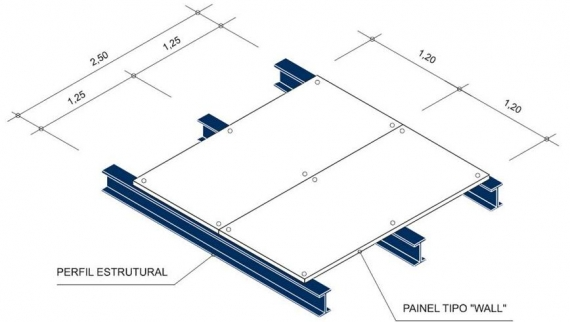 2,50
1,25
1,25
1,20
1,20
PERFIL ESTRUTURAL
PAINEL TIPO "WALL"